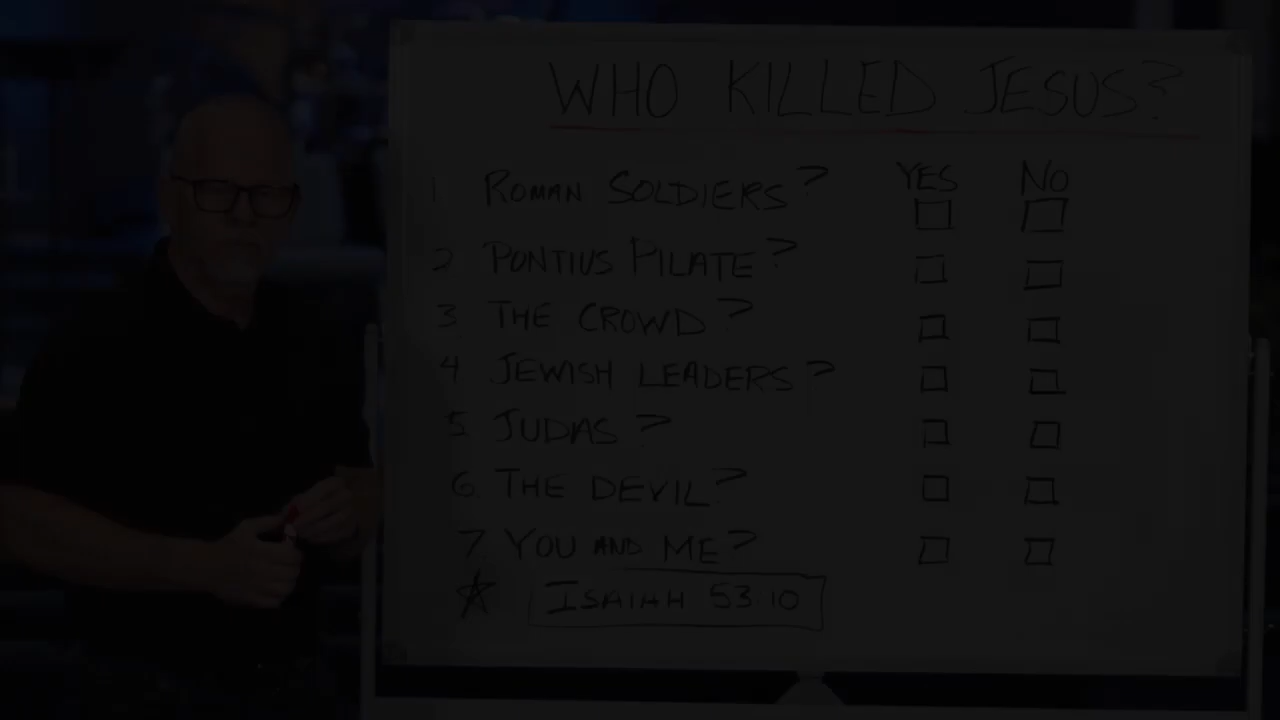 WHO KILLED JESUS?
YES NO
1 ROMAN SOLDIERS?
2 PONTIUS PILATE?
3 THE CROWD?
4 JEWISH LEADERS?
5. JUDAS?
6. THE DEVIL?
7. YOU AND ME?
ISAIAH 53:10